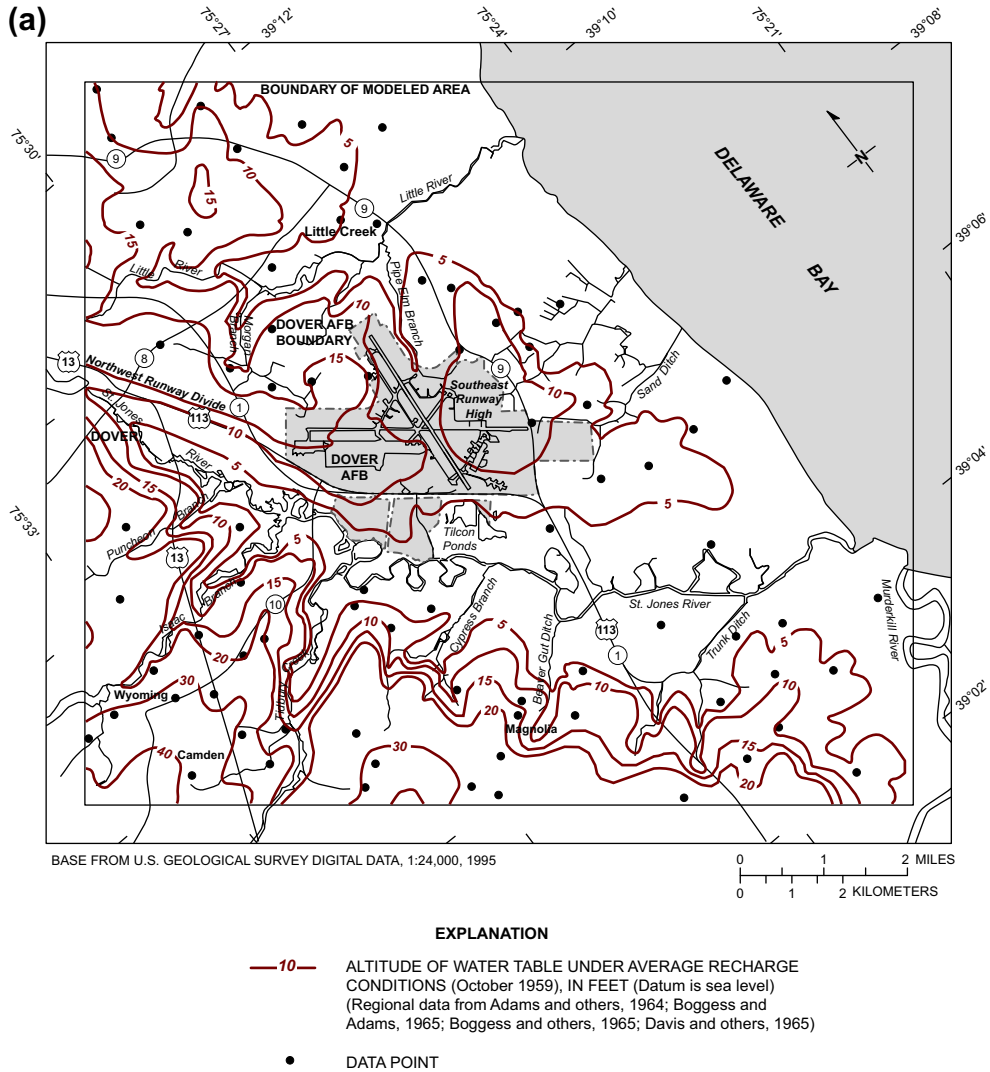 (a)
75°27'
39°12'
75°24'
39°10'
75°21'
39°08'
75°30'
75°33'
39°06'
39°04'
39°02'
BOUNDARY OF MODELED AREA
DELAWARE
BAY
N
5
9
10
15
Little River
9
Little Creek
15
Little River
5
Pipe Elm Branch
10
Morgan Branch
DOVER AFB
BOUNDARY
15
13
8
Northwest Runway Divide
9
Southeast
Runway
High
10
Sand Ditch
1
113
St. Jones River
DOVER
10
5
DOVER
AFB
5
20
15
10
Puncheon Branch
13
5
Tilcon
Ponds
15
10
Isaac Branch
20
10
Cypress Branch
5
Beaver Gut Ditch
St. Jones River
113
1
Trunk Ditch
Murderkill River
5
30
Wyoming
Tidbury Creek
15
20
10
Magnolia
10
40
Camden
30
15
20
BASE FROM U.S. GEOLOGICAL SURVEY DIGITAL DATA, 1:24,000, 1995
0 1 2 MILES
0 1 2 KILOMETERS
EXPLANATION
10 ALTITUDE OF WATER TABLE UNDER AVERAGE RECHARGE
CONDITIONS (October 1959), IN FEET (Datum is sea level)
(Regional data from Adams and others, 1964; Boggess and
Adams, 1965; Boggess and others, 1965; Davis and others, 1965)
DATA POINT